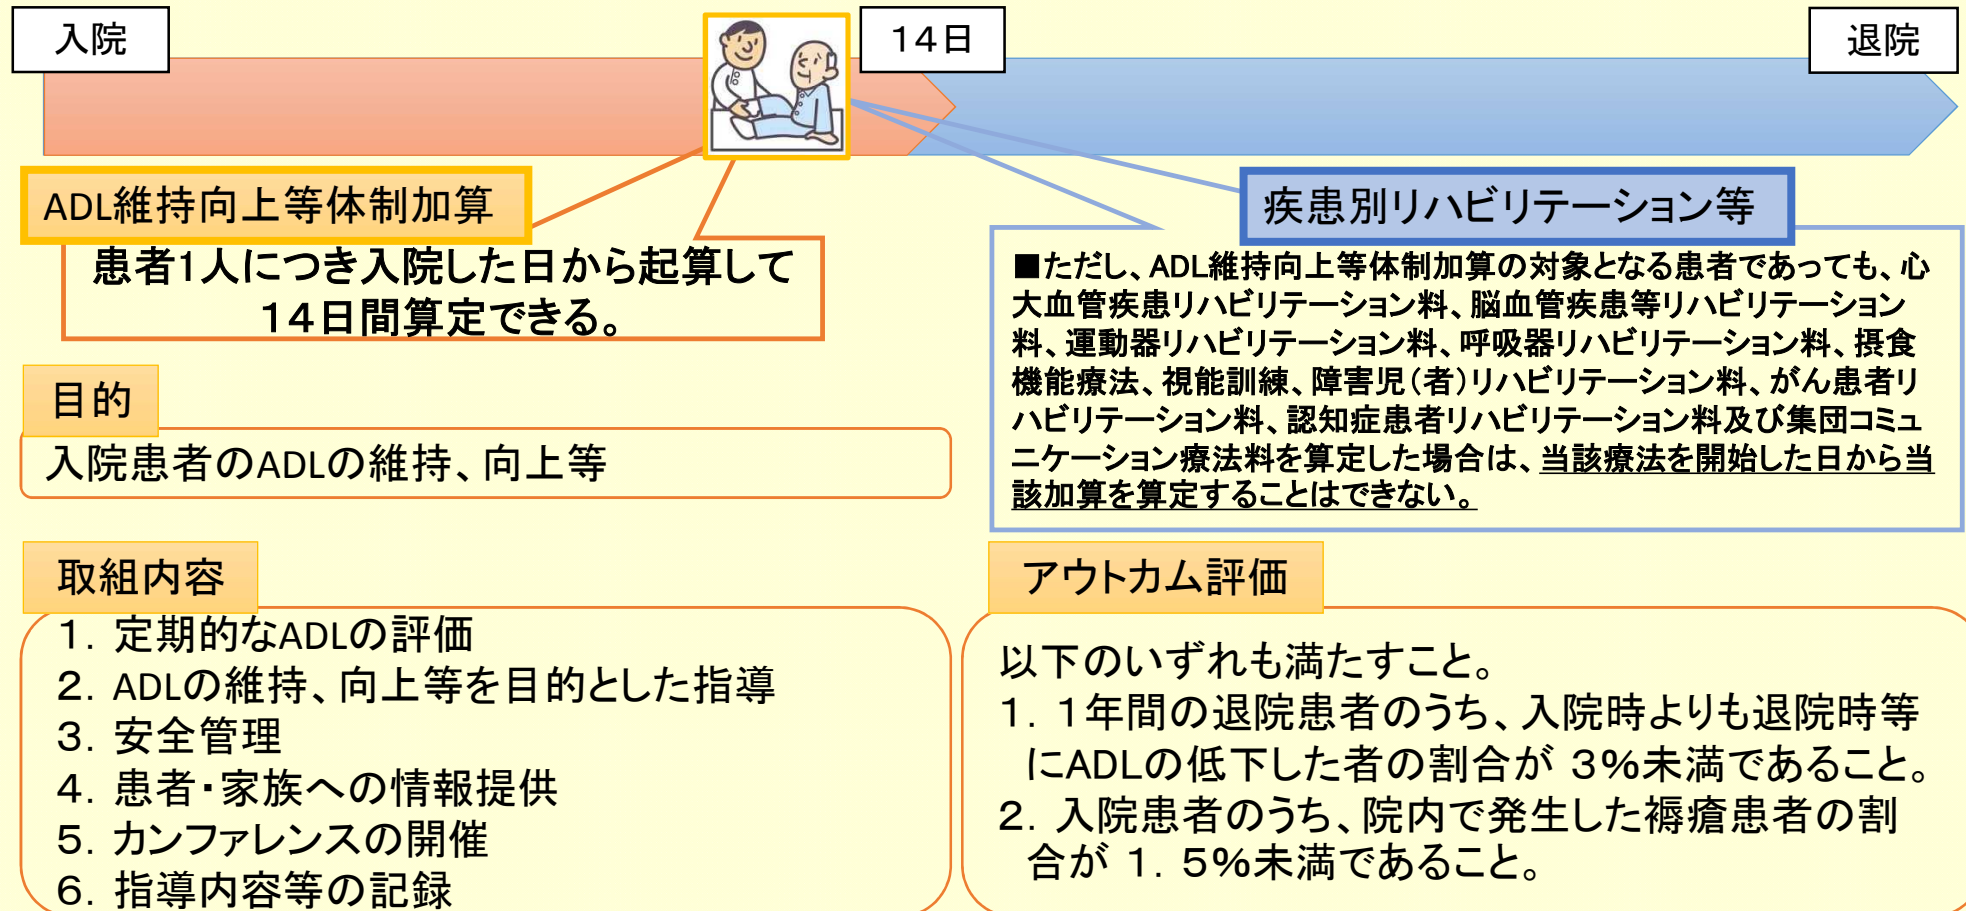 入院
14日
退院
ADL維持向上等体制加算
患者1人につき入院した日から起算して
14日間算定できる。
疾患別リハビリテーション等
■ただし、ADL維持向上等体制加算の対象となる患者であっても、心
大血管疾患リハビリテーション料、脳血管疾患等リハビリテーション
料、運動器リハビリテーション料、呼吸器リハビリテーション料、摂食
機能療法、視能訓練、障害児(者)リハビリテーション料、がん患者リ
ハビリテーション料、認知症患者リハビリテーション料及び集団コミュ
ニケーション療法料を算定した場合は、当該療法を開始した日から当
該加算を算定することはできない。
目的
入院患者のADLの維持、向上等
取組内容
1. 定期的なADLの評価
2. ADLの維持、向上等を目的とした指導
3. 安全管理
4. 患者・家族への情報提供
5. カンファレンスの開催
6. 指導内容等の記録
アウトカム評価
以下のいずれも満たすこと。
1. 1年間の退院患者のうち、入院時よりも退院時等
にADLの低下した者の割合が 3%未満であること。
2. 入院患者のうち、院内で発生した褥瘡患者の割
合が 1. 5%未満であること。